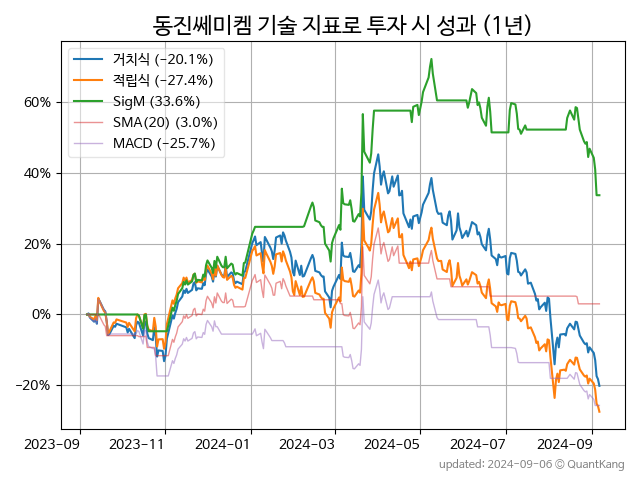 동진쎄미켐 기술 지표로 투자 시 성과 (1년)
거치식 (−20.1%)
적립식 (−27.4%)
SigM (33.6%)
SMA(20) (3.0%)
MACD (−25.7%)
60%
40%
20%
0%
−20%
2023-09 2023-11 2024-01 2024-03 2024-05 2024-07 2024-09
updated: 2024-09-06 © QuantKang